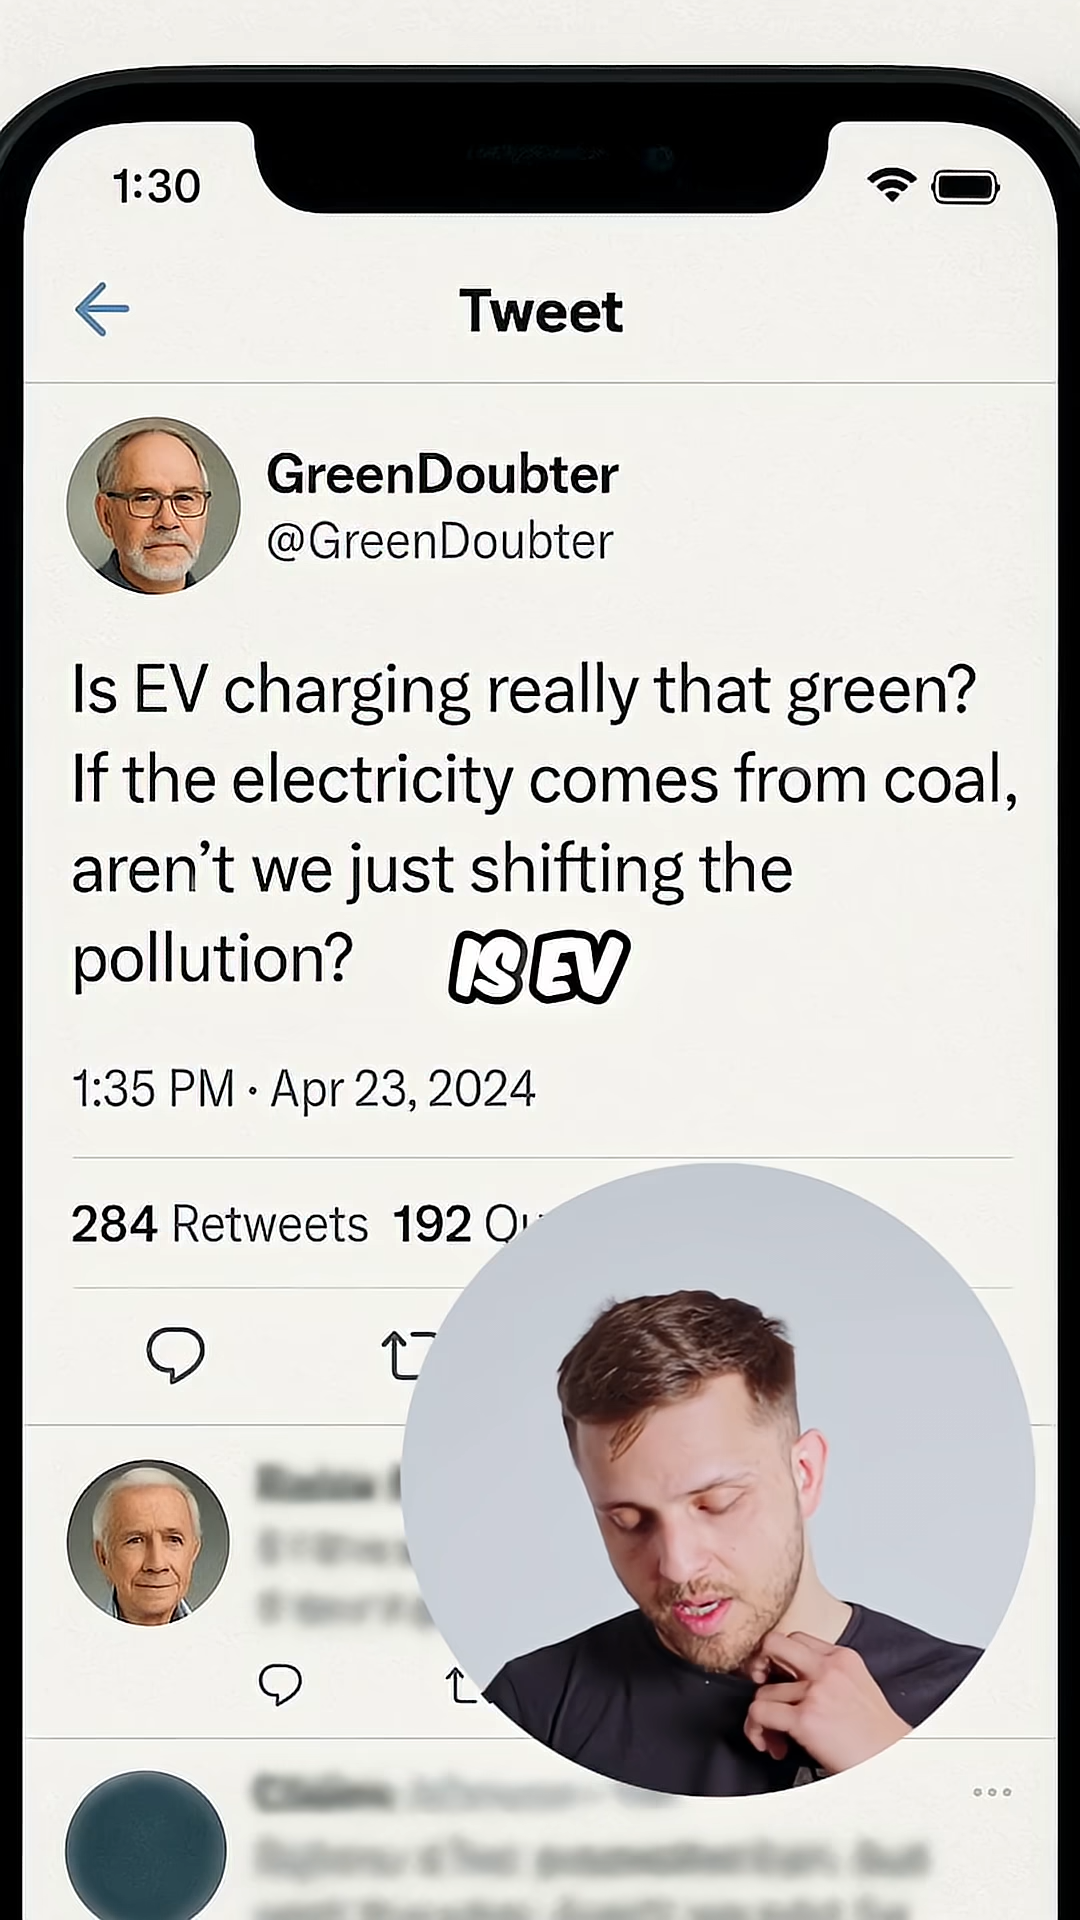 1:30
Tweet
GreenDoubter
@GreenDoubter
Is EV charging really that green?
If the electricity comes from coal,
aren’t we just shifting the
pollution?
IS EV
1:35 PM · Apr 23, 2024
284 Retweets 192